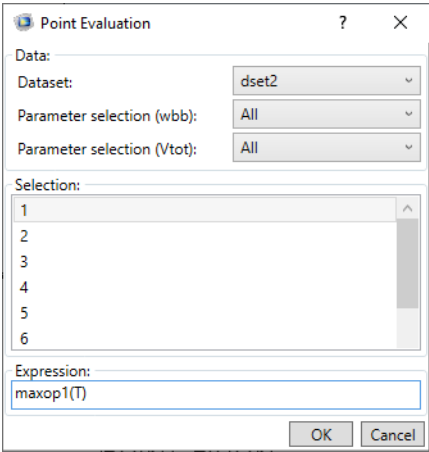 Point Evaluation
Data:
Dataset: dset2
Parameter selection (wbb): All
Parameter selection (Vtot): All
Selection:
1
2
3
4
5
6
Expression:
maxop1(T)
OK Cancel